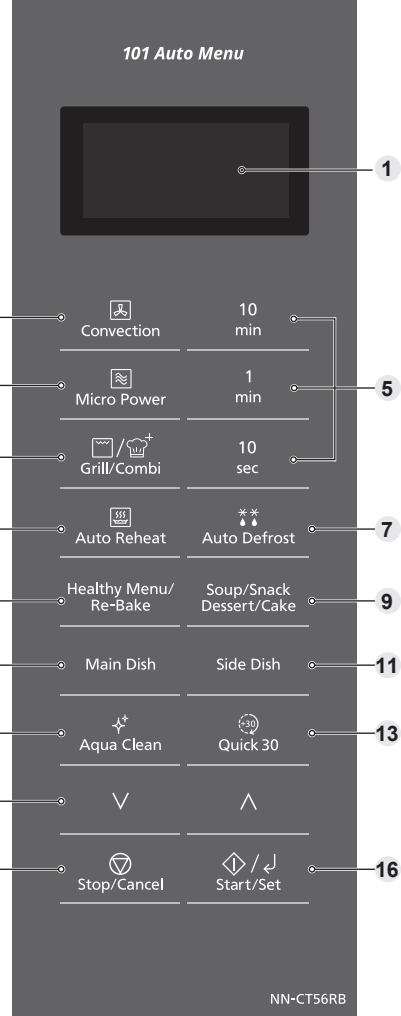 101 Auto Menu
1
Convection
10
min
Micro Power
1
min
5
Grill/Combi
10
sec
Auto Reheat
Auto Defrost
7
Healthy Menu/
Re-Bake
Soup/Snack
Dessert/Cake
9
Main Dish
Side Dish
11
Aqua Clean
+30
Quick 30
13
Stop/Cancel
Start/Set
16
NN-CT56RB